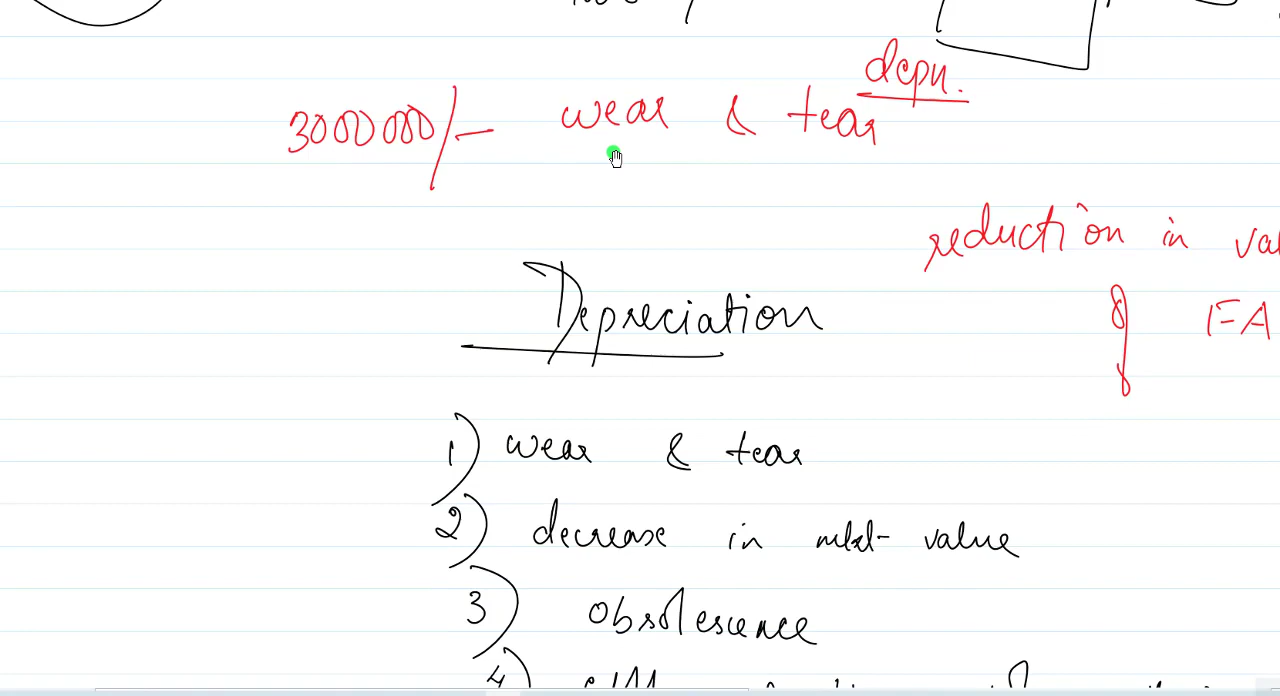 depn.
3000000/- wear & tear
reduction in
of FA
Depreciation
1) wear & tear
2) decrease in mkt value
3) obsolescence
4)